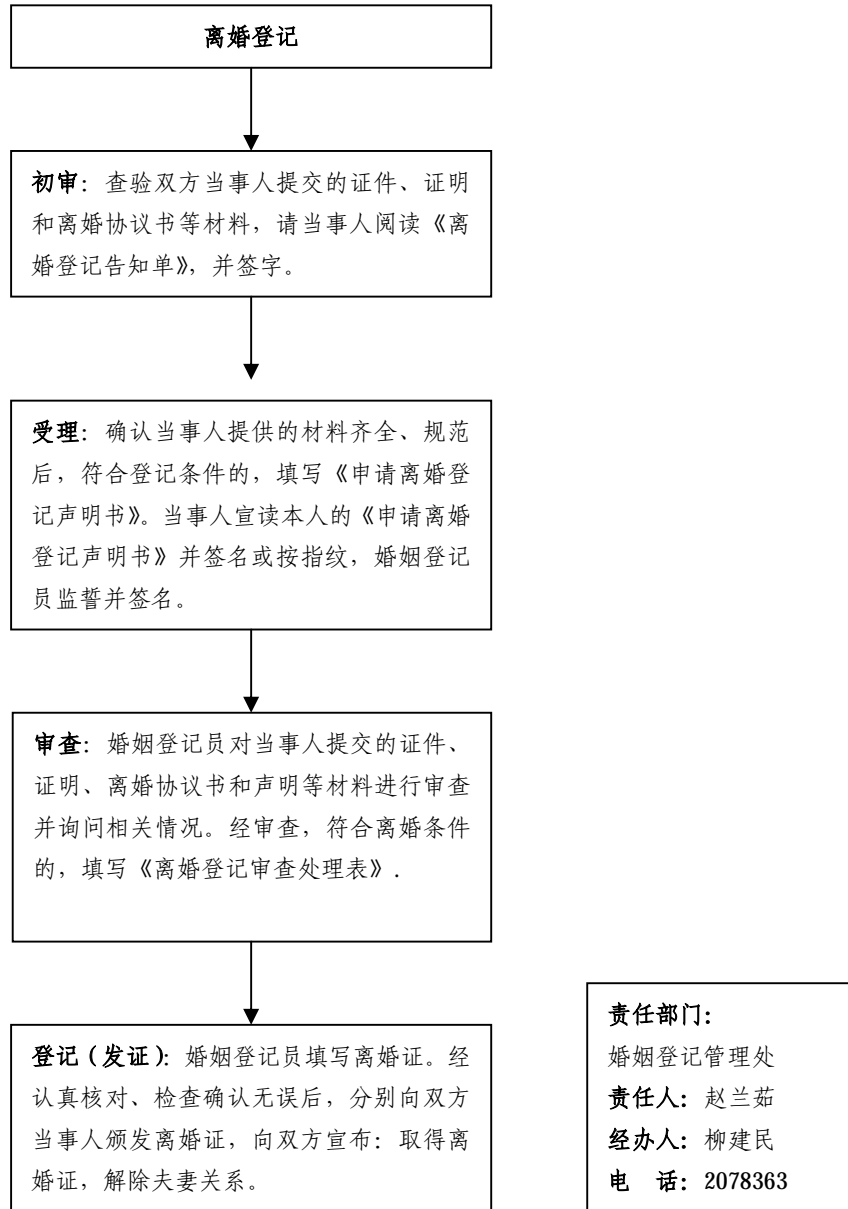 离婚登记
初审：查验双方当事人提交的证件、证明
和离婚协议书等材料，请当事人阅读《离
婚登记告知单》，并签字。
受理：确认当事人提供的材料齐全、规范
后，符合登记条件的，填写《申请离婚登
记声明书》。当事人宣读本人的《申请离婚
登记声明书》并签名或按指纹，婚姻登记
员监誓并签名。
审查：婚姻登记员对当事人提交的证件、
证明、离婚协议书和声明等材料进行审查
并询问相关情况。经审查，符合离婚条件
的，填写《离婚登记审查处理表》.
登记（发证）：婚姻登记员填写离婚证。经
认真核对、检查确认无误后，分别向双方
当事人颁发离婚证，向双方宣布：取得离
婚证，解除夫妻关系。
责任部门：
婚姻登记管理处
责任人：赵兰茹
经办人：柳建民
电　话：2078363